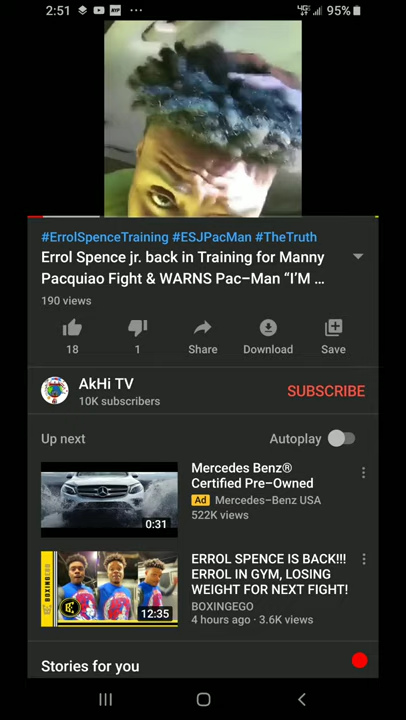 2:51 95%
#ErrolSpenceTraining #ESJPacMan #TheTruth
Errol Spence jr. back in Training for Manny
Pacquiao Fight & WARNS Pac-Man “I’M ...
190 views
18 1 Share Download Save
AkHi TV
10K subscribers
SUBSCRIBE
Up next Autoplay
Mercedes Benz®
Certified Pre-Owned
Ad Mercedes-Benz USA
522K views
0:31
ERROL SPENCE IS BACK!!!
ERROL IN GYM, LOSING
WEIGHT FOR NEXT FIGHT!
BOXINGEGO
4 hours ago · 3.6K views
BOXINGEGO
12:35
Stories for you